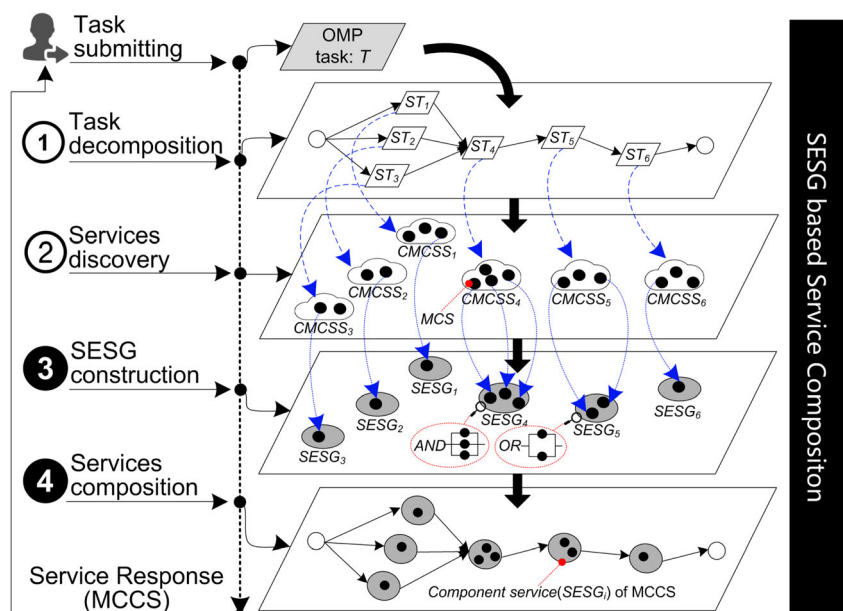 Task
submitting
OMP
task: T
1
Task
decomposition
ST1
ST2
ST3
ST4
ST5
ST6
2
Services
discovery
CMCSS1
CMCSS2
CMCSS3
CMCSS4
CMCSS5
CMCSS6
MCS
3
SESG
construction
SESG1
SESG2
SESG3
SESG4
SESG5
SESG6
AND
OR
4
Services
composition
Service Response
(MCCS)
Component service(SESGi) of MCCS
SESG based Service Compositon